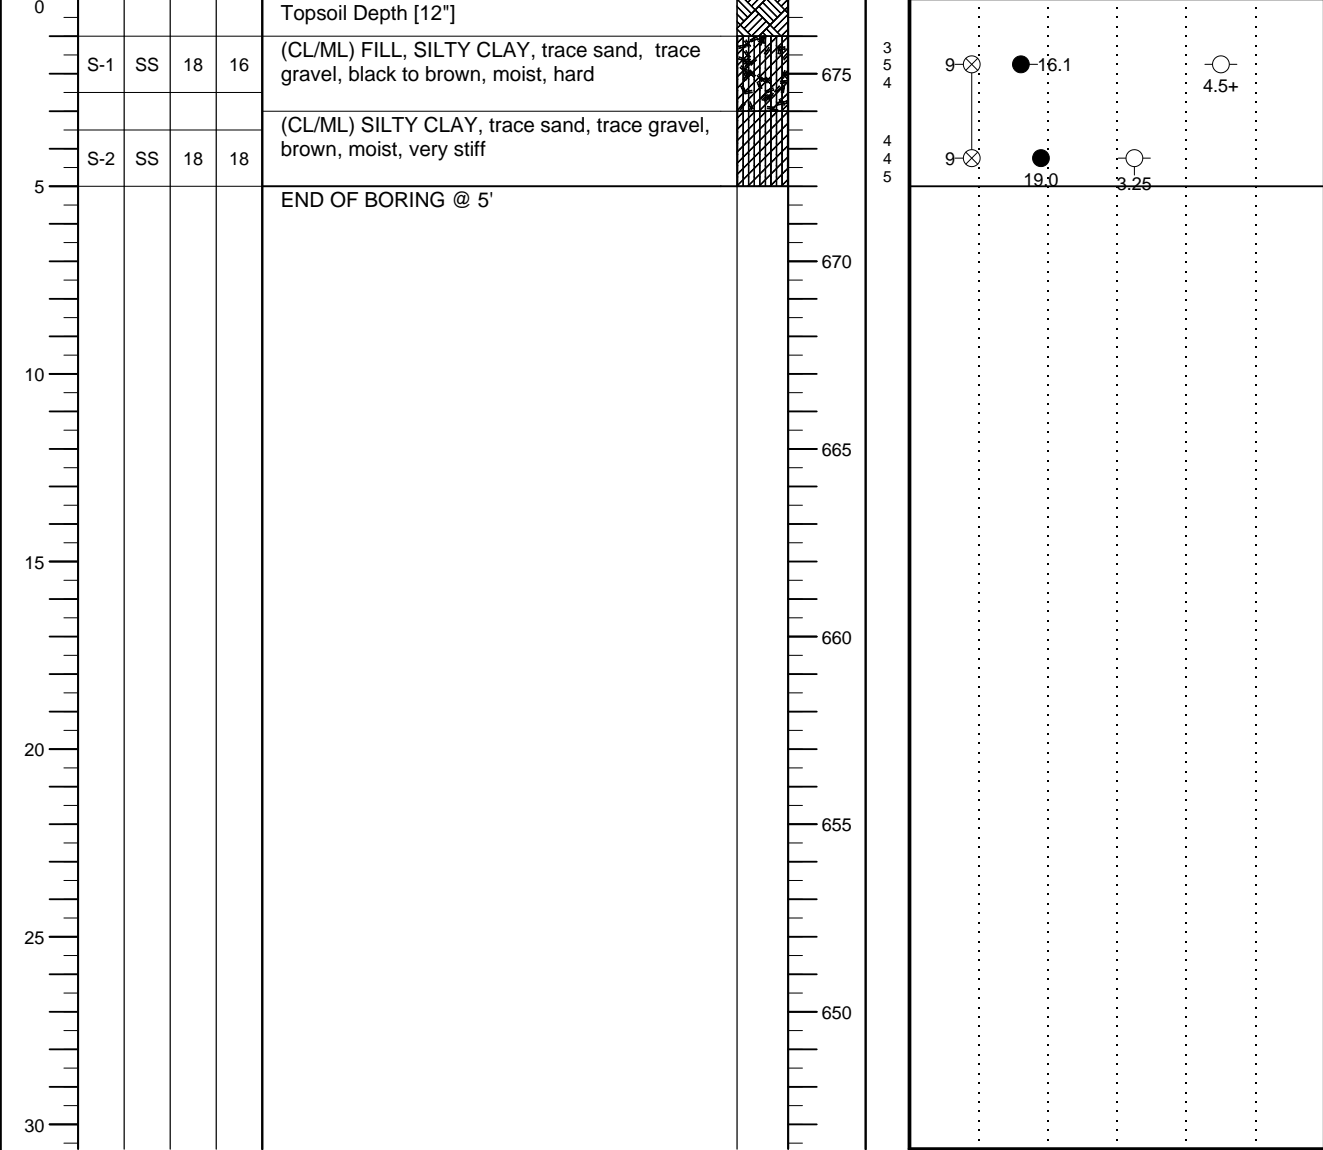 0
Topsoil Depth [12"]
S-1 SS 18 16
(CL/ML) FILL, SILTY CLAY, trace sand, trace
gravel, black to brown, moist, hard
675
3
5
4
9 16.1
4.5+
S-2 SS 18 18
(CL/ML) SILTY CLAY, trace sand, trace gravel,
brown, moist, very stiff
4
4
5
9
19.0 3.25
5
END OF BORING @ 5'
670
10
665
15
660
20
655
25
650
30